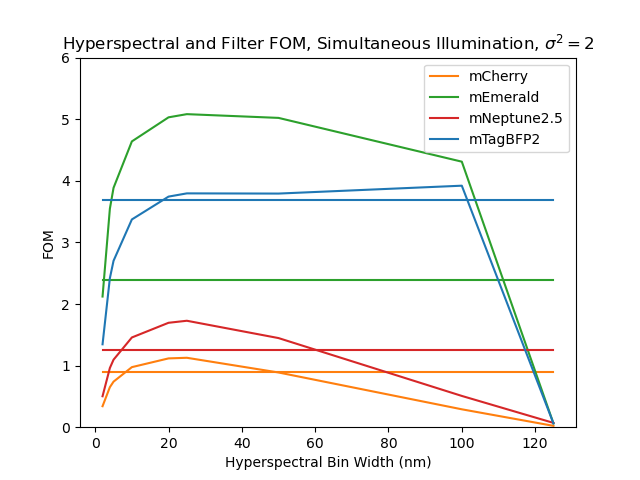 Hyperspectral and Filter FOM, Simultaneous Illumination, σ² = 2
mCherry
mEmerald
mNeptune2.5
mTagBFP2
FOM
6
5
4
3
2
1
0
0 20 40 60 80 100 120
Hyperspectral Bin Width (nm)